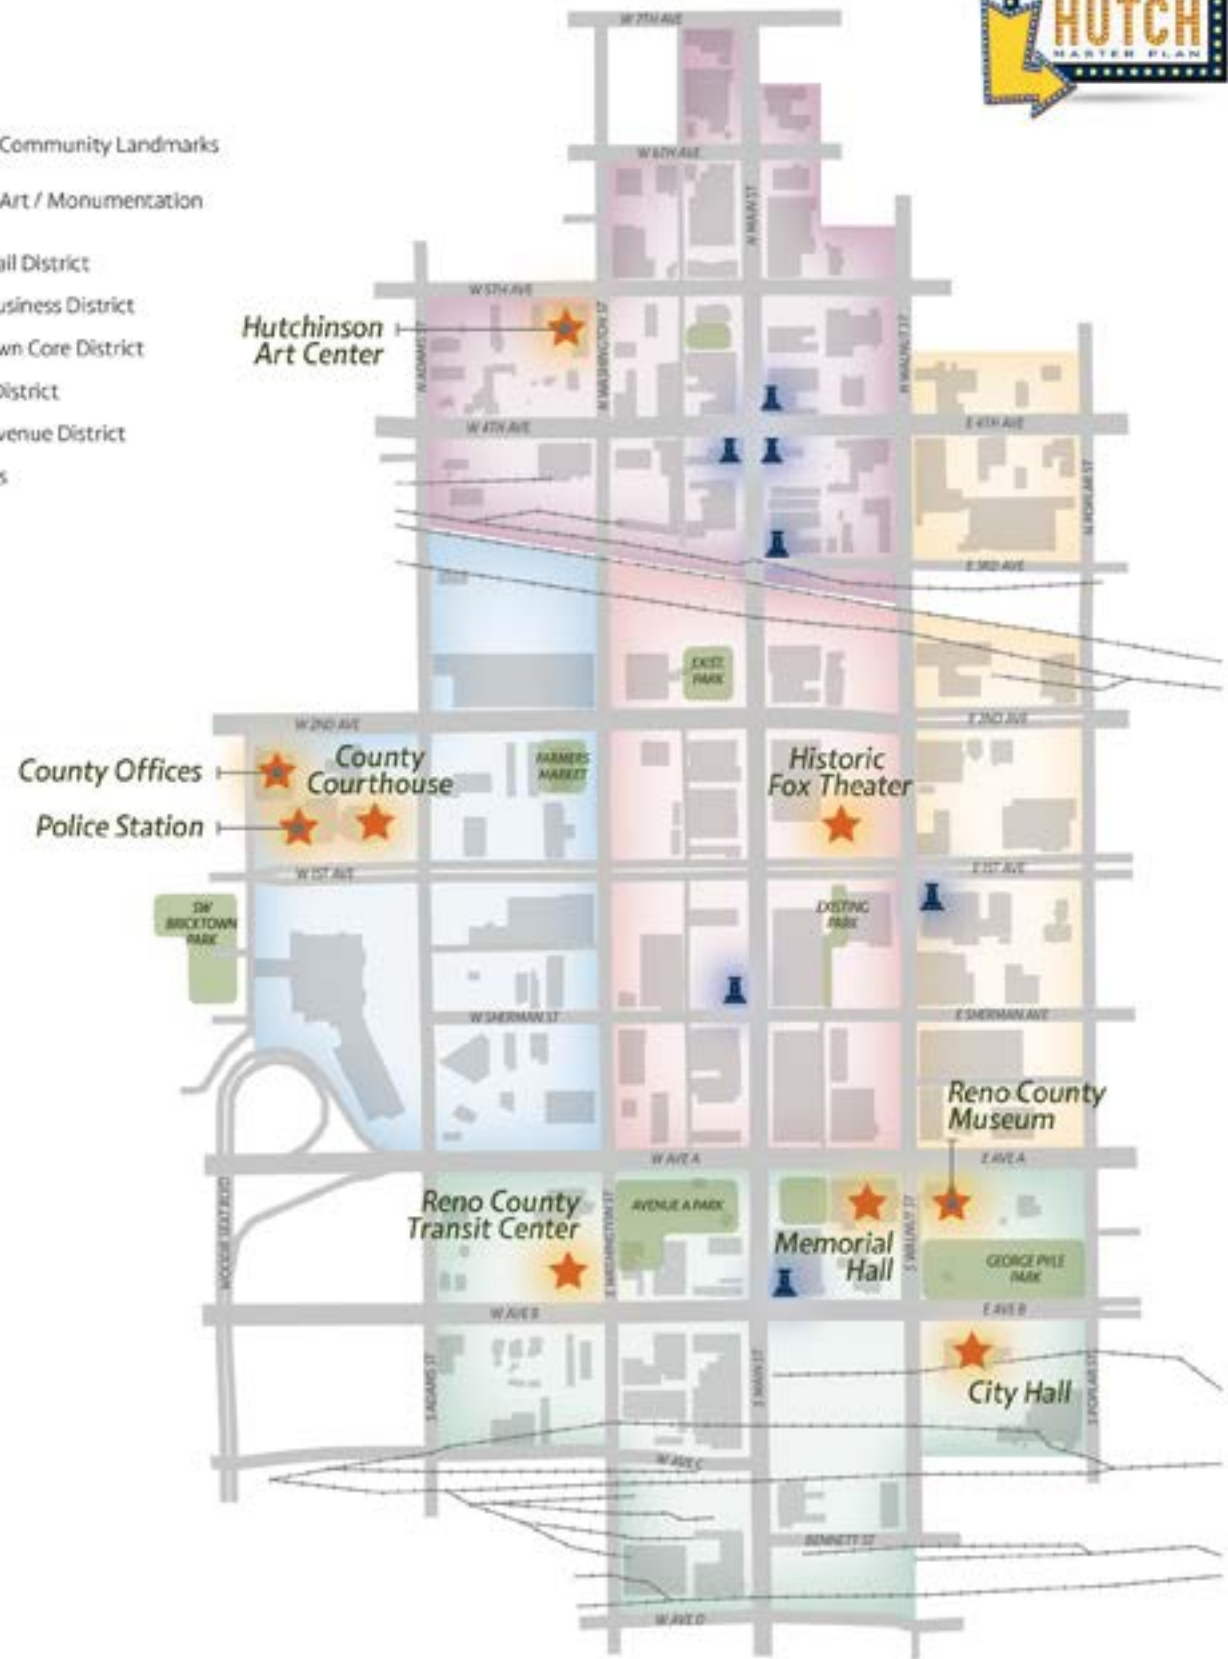 HUTCH
MASTER PLAN
W 7TH AVE
Community Landmarks
W 6TH AVE
Art / Monumentation
N MAIN ST
ail District
W 5TH AVE
usiness District
Hutchinson
Art Center
N ADAMS ST
N WASHINGTON ST
N WALNUT ST
wn Core District
District
W 4TH AVE
E 4TH AVE
venue District
s
N POPLAR ST
E 3RD AVE
EXIST.
PARK
W 2ND AVE
E 2ND AVE
County Offices
County
Courthouse
FARMERS
MARKET
Historic
Fox Theater
Police Station
W 1ST AVE
E 1ST AVE
SW
BRICKTOWN
PARK
EXISTING
PARK
W SHERMAN ST
E SHERMAN AVE
Reno County
Museum
W AVE A
E AVE A
WOODIE SEAT BLVD
Reno County
Transit Center
S WASHINGTON ST
AVENUE A PARK
Memorial
Hall
S WALNUT ST
GEORGE PYLE
PARK
W AVE B
E AVE B
City Hall
S ADAMS ST
S MAIN ST
S POPLAR ST
W AVE C
BENNETT ST
W AVE D